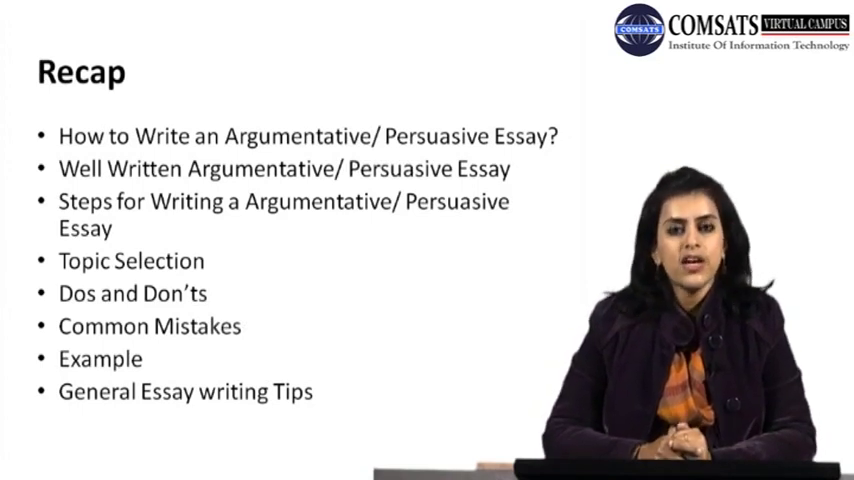 COMSATS
COMSATS VIRTUAL CAMPUS
Institute Of Information Technology
Recap
• How to Write an Argumentative/ Persuasive Essay?
• Well Written Argumentative/ Persuasive Essay
• Steps for Writing a Argumentative/ Persuasive
Essay
• Topic Selection
• Dos and Don'ts
• Common Mistakes
• Example
• General Essay writing Tips